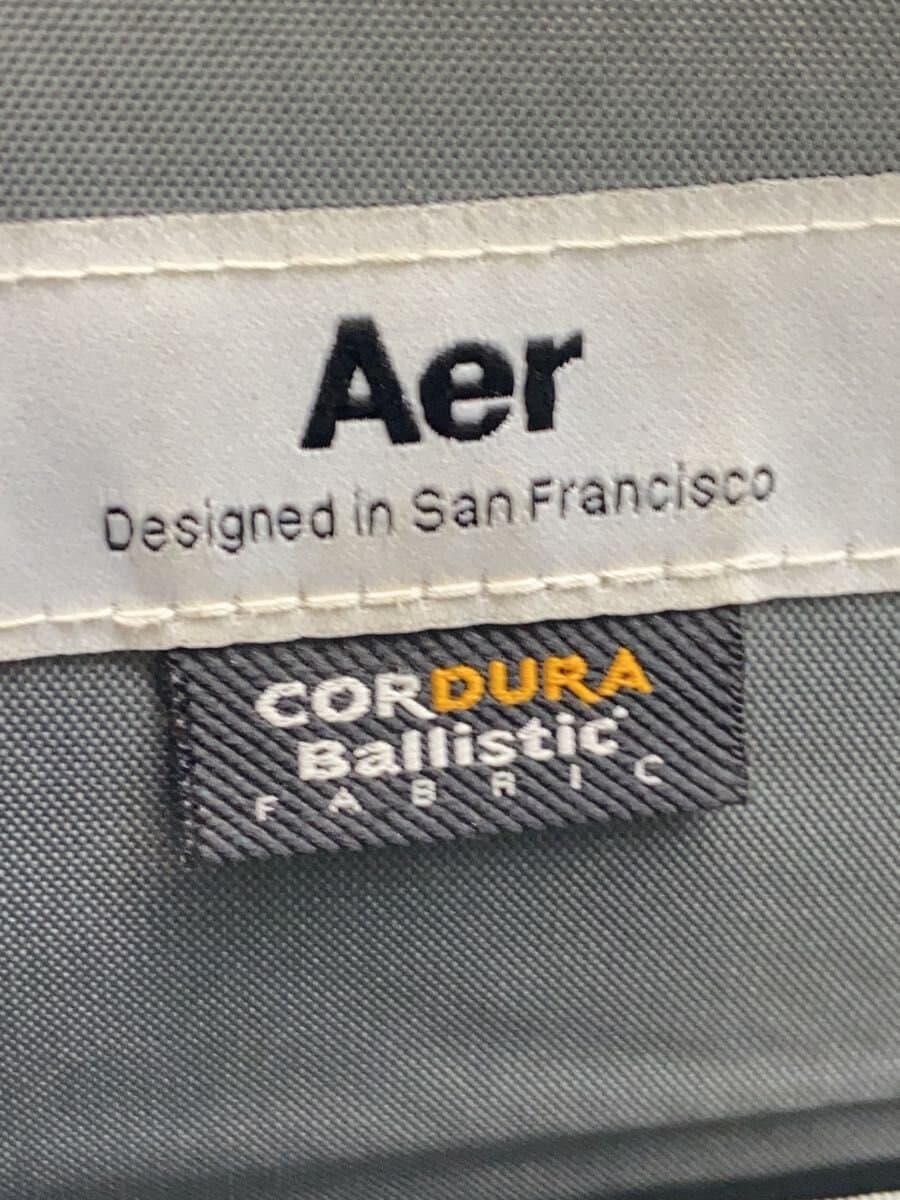 Aer
Designed in San Francisco
CORDURA
Ballistic
FABRIC